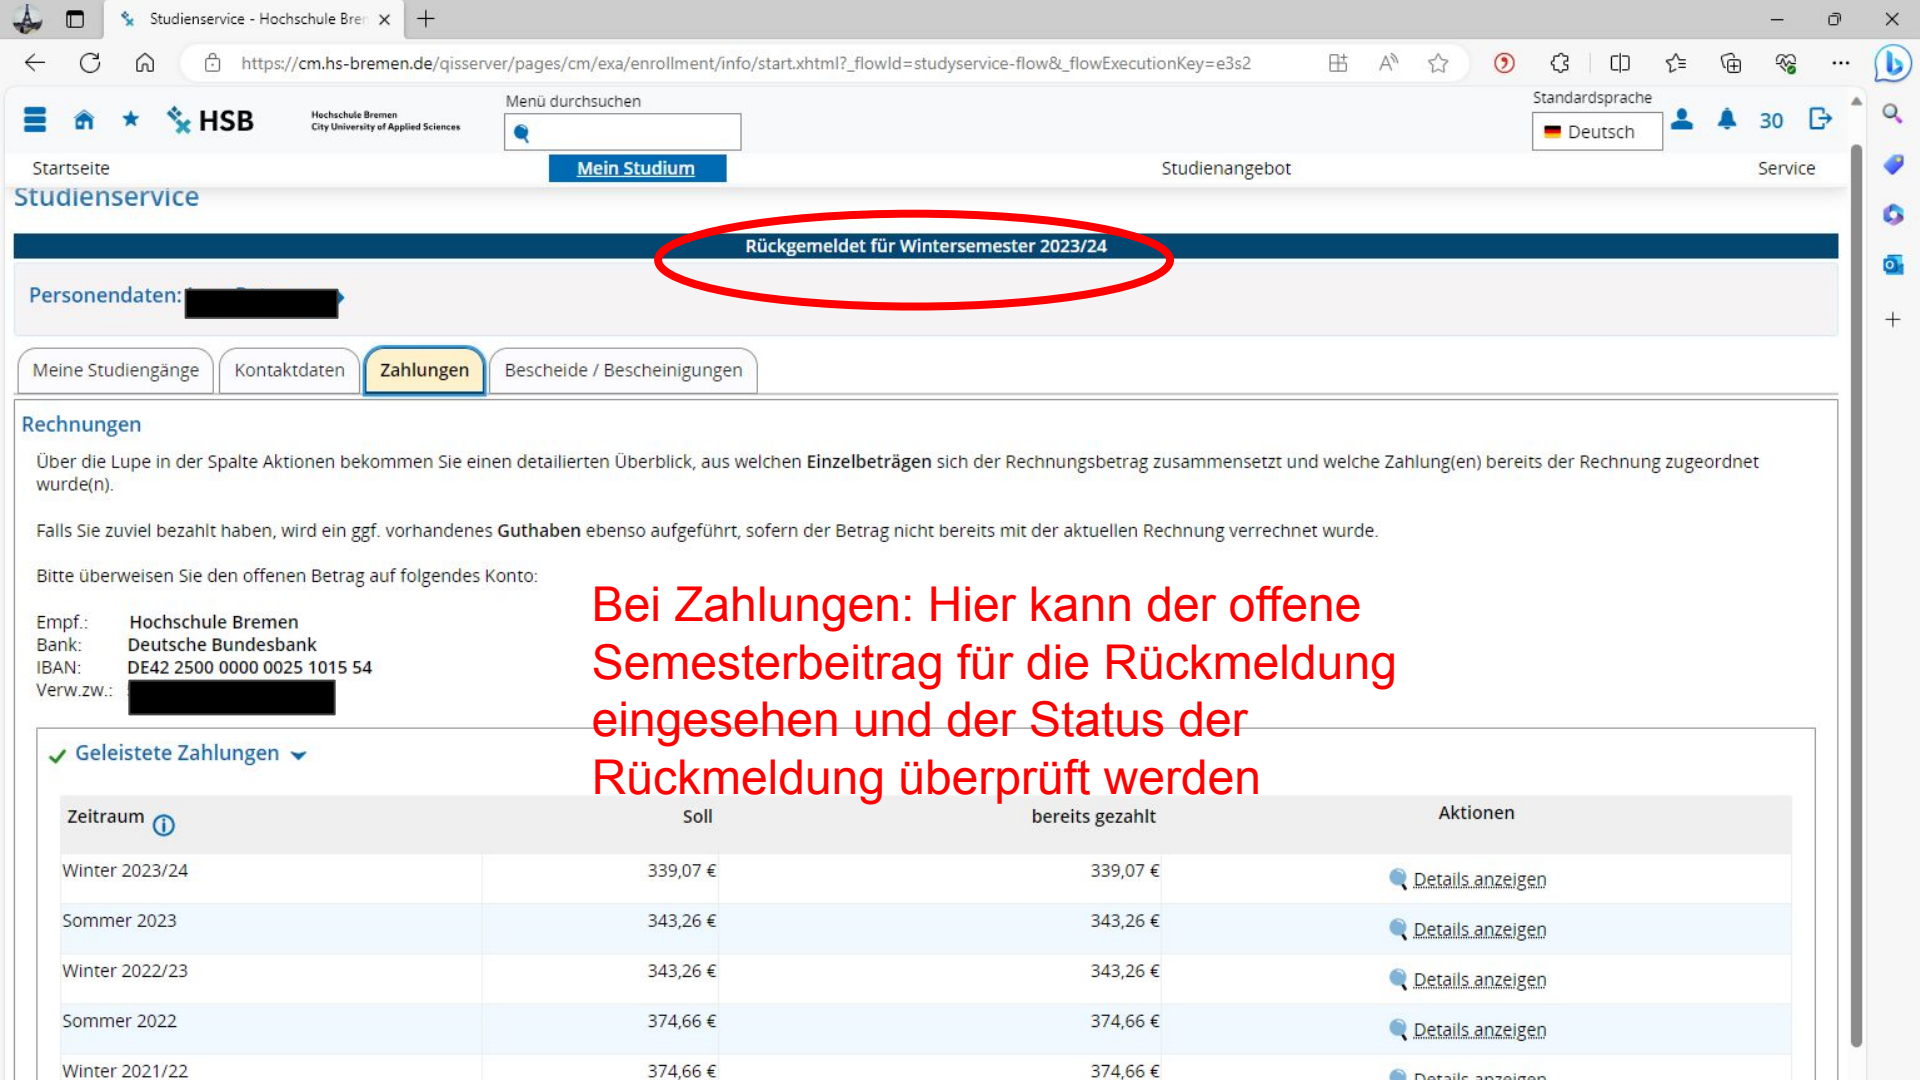 Studienservice - Hochschule Brem
https://cm.hs-bremen.de/qisserver/pages/cm/exa/enrollment/info/start.xhtml?_flowId=studyservice-flow&_flowExecutionKey=e3s2
HSB
Hochschule Bremen
City University of Applied Sciences
Menü durchsuchen
Standardsprache
Deutsch
30
Startseite
Mein Studium
Studienangebot
Service
Studienservice
Rückgemeldet für Wintersemester 2023/24
Personendaten:
Meine Studiengänge
Kontaktdaten
Zahlungen
Bescheide / Bescheinigungen
Rechnungen
Über die Lupe in der Spalte Aktionen bekommen Sie einen detailierten Überblick, aus welchen Einzelbeträgen sich der Rechnungsbetrag zusammensetzt und welche Zahlung(en) bereits der Rechnung zugeordnet
wurde(n).
Falls Sie zuviel bezahlt haben, wird ein ggf. vorhandenes Guthaben ebenso aufgeführt, sofern der Betrag nicht bereits mit der aktuellen Rechnung verrechnet wurde.
Bitte überweisen Sie den offenen Betrag auf folgendes Konto:
Empf.: Hochschule Bremen
Bank: Deutsche Bundesbank
IBAN: DE42 2500 0000 0025 1015 54
Verw.zw.:
Bei Zahlungen: Hier kann der offene
Semesterbeitrag für die Rückmeldung
eingesehen und der Status der
Rückmeldung überprüft werden
Geleistete Zahlungen
Zeitraum Soll bereits gezahlt Aktionen
Winter 2023/24 339,07 € 339,07 € Details anzeigen
Sommer 2023 343,26 € 343,26 € Details anzeigen
Winter 2022/23 343,26 € 343,26 € Details anzeigen
Sommer 2022 374,66 € 374,66 € Details anzeigen
Winter 2021/22 374,66 € 374,66 € Details anzeigen